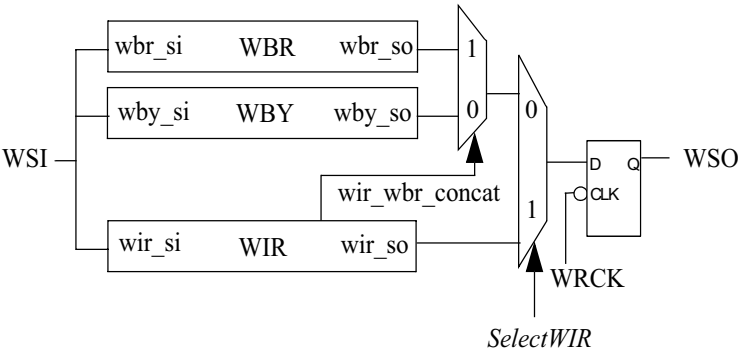 wbr_si WBR wbr_so 1
wby_si WBY wby_so 0 0
WSI D Q WSO
wir_wbr_concat CLK
wir_si WIR wir_so 1
WRCK
SelectWIR